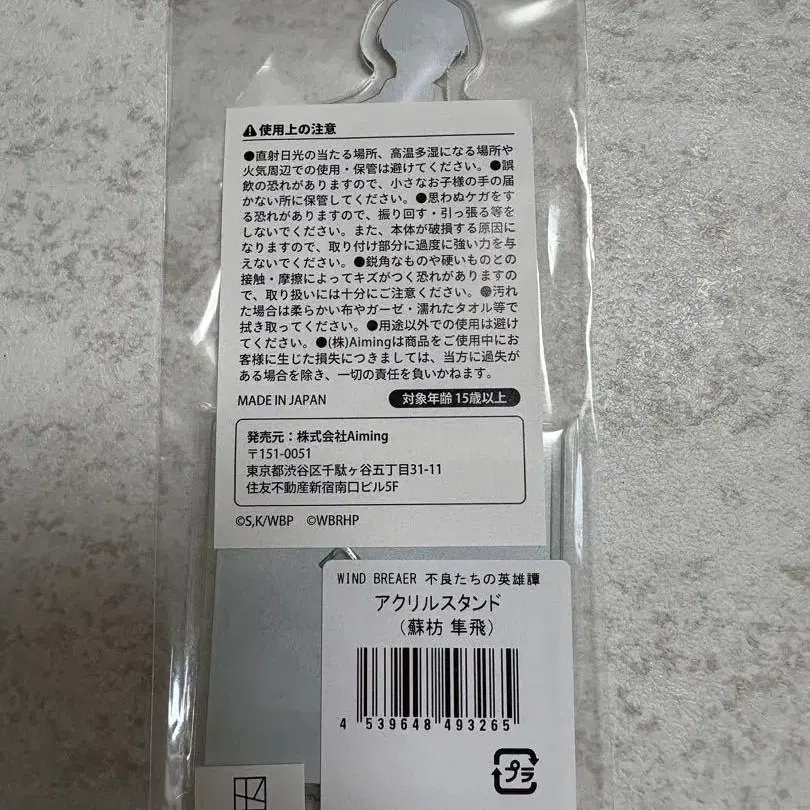 ⚠使用上の注意
●直射日光の当たる場所、高温多湿になる場所や
火気周辺での使用・保管は避けてください。●誤
飲の恐れがありますので、小さなお子様の手の届
かない所に保管してください。●思わぬケガをす
る恐れがありますので、振り回す・引っ張る等を
しないでください。また、本体が破損する原因に
なりますので、取り付け部分に過度に強い力を与
えないでください。●鋭角なものや硬いものとの
接触・摩擦によってキズがつく恐れがありますの
で、取り扱いには十分にご注意ください。●汚れ
た場合は柔らかい布やガーゼ・濡れたタオル等で
拭き取ってください。●用途以外での使用は避け
てください。●(株)Aimingは商品をご使用中にお
客様に生じた損失につきましては、当方に過失が
ある場合を除き、一切の責任を負いかねます。
MADE IN JAPAN 対象年齢 15歳以上
発売元：株式会社Aiming
〒151-0051
東京都渋谷区千駄ヶ谷五丁目31-11
住友不動産新宿南口ビル5F
©S,K/WBP ©WBRHP
WIND BREAER 不良たちの英雄譚
アクリルスタンド
（蘇枋 隼飛）
4 539648 493265
プラ